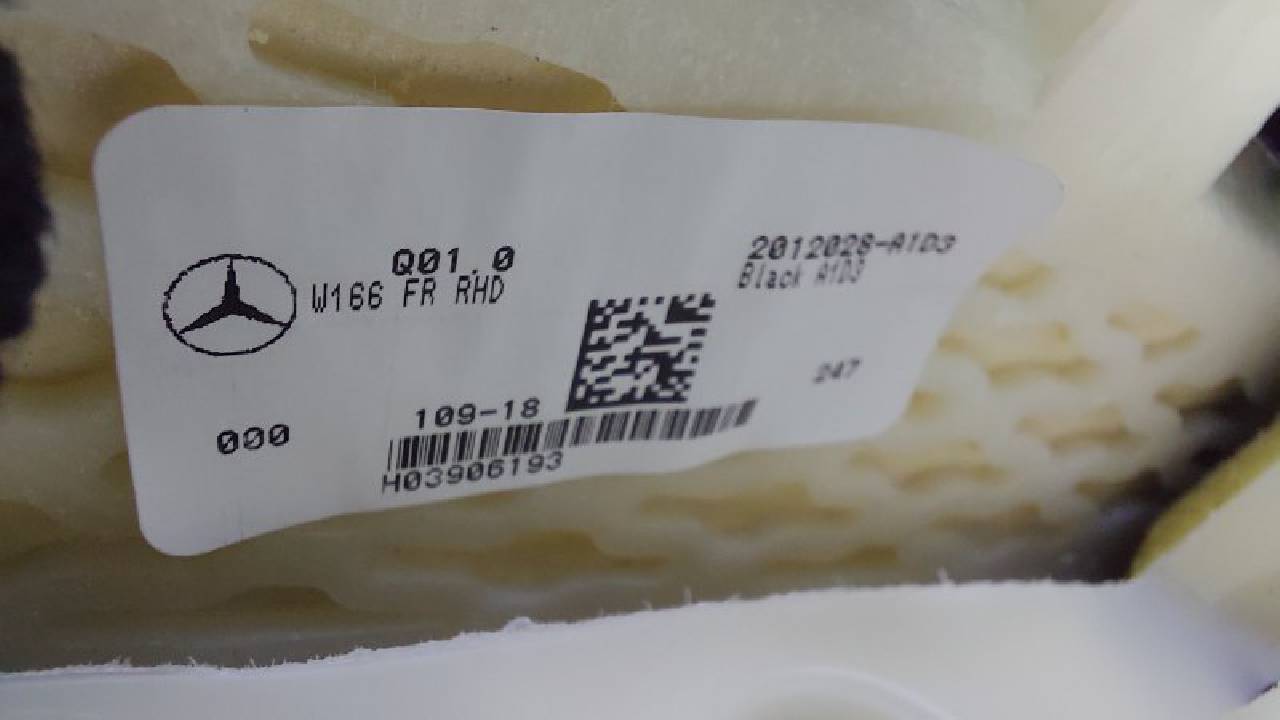 Q01.0
W166 FR RHD
2012028-A1D3
Black A1D3
247
109-18
000
H03906193